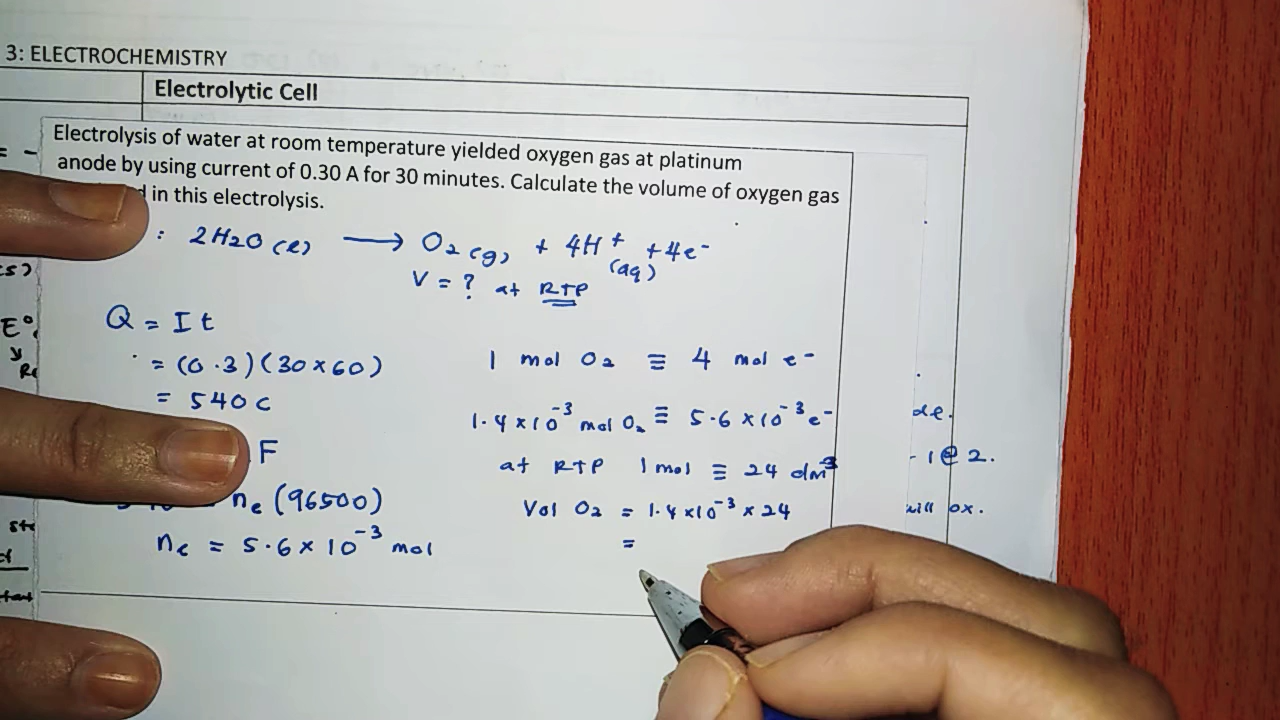 3: ELECTROCHEMISTRY
Electrolytic Cell
Electrolysis of water at room temperature yielded oxygen gas at platinum
anode by using current of 0.30 A for 30 minutes. Calculate the volume of oxygen gas
in this electrolysis.
: 2H2O(l) ⟶ O2(g) + 4H+(aq) + 4e-
V = ? at RTP
Q = It
= (0.3)(30×60)
= 540 C
F
ne (96500)
ne = 5.6 × 10^-3 mol
1 mol O2 ≡ 4 mol e-
1.4×10^-3 mol O2 ≡ 5.6×10^-3 e-
at RTP 1 mol ≡ 24 dm3
Vol O2 = 1.4×10^-3 × 24
=
= -
E°
de.
- 1@2.
will ox.